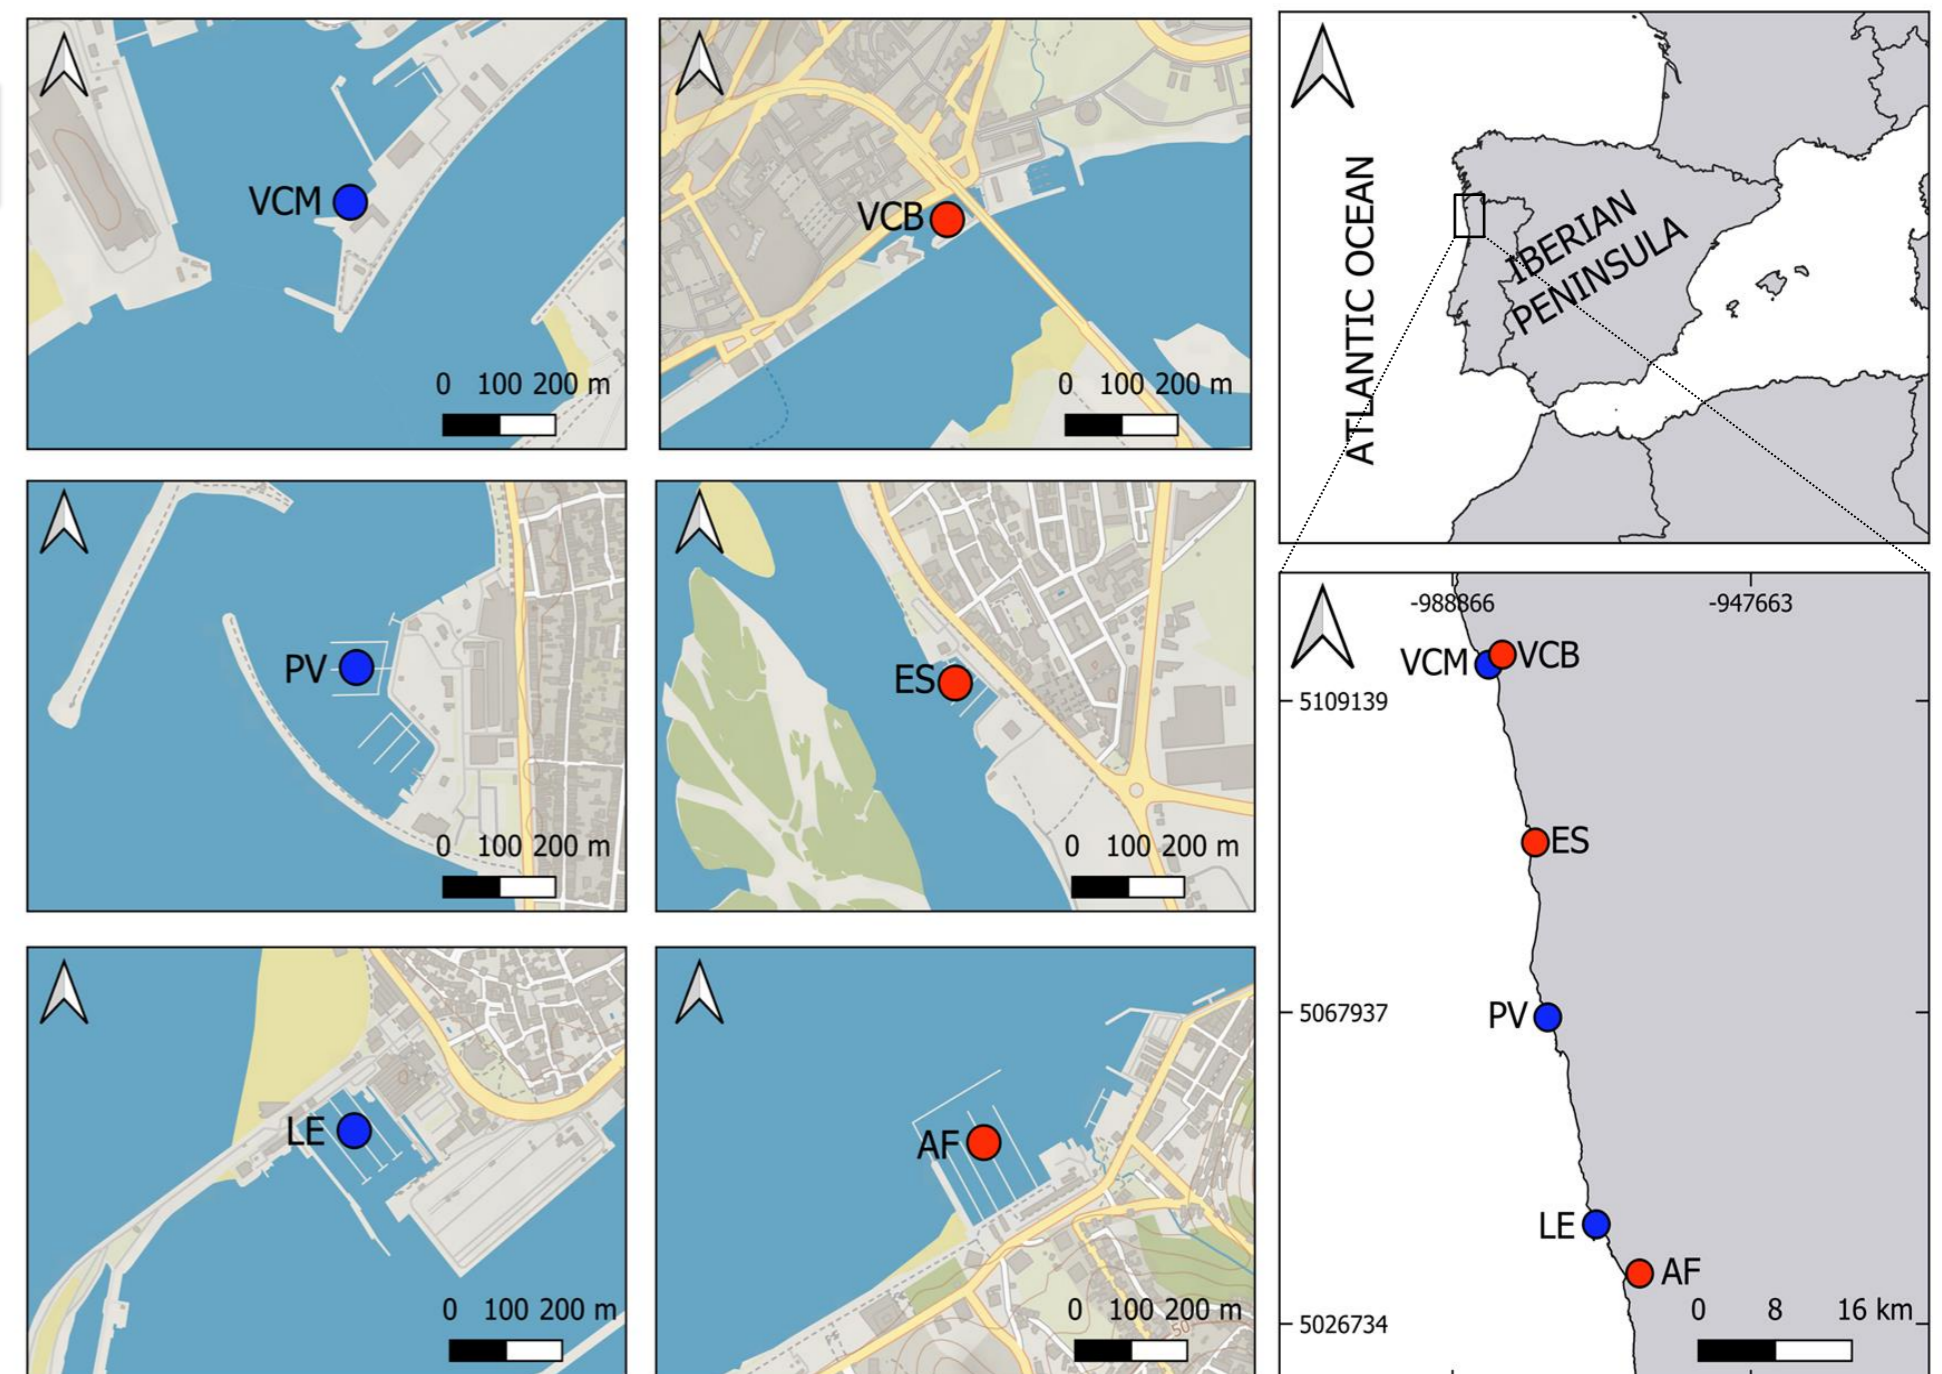 VCM
0 100 200 m
VCB
0 100 200 m
ATLANTIC OCEAN
IBERIAN
PENINSULA
PV
0 100 200 m
ES
0 100 200 m
-988866 -947663
VCM VCB
5109139
ES
PV
5067937
LE
AF
0 8 16 km
5026734
LE
0 100 200 m
AF
0 100 200 m
50